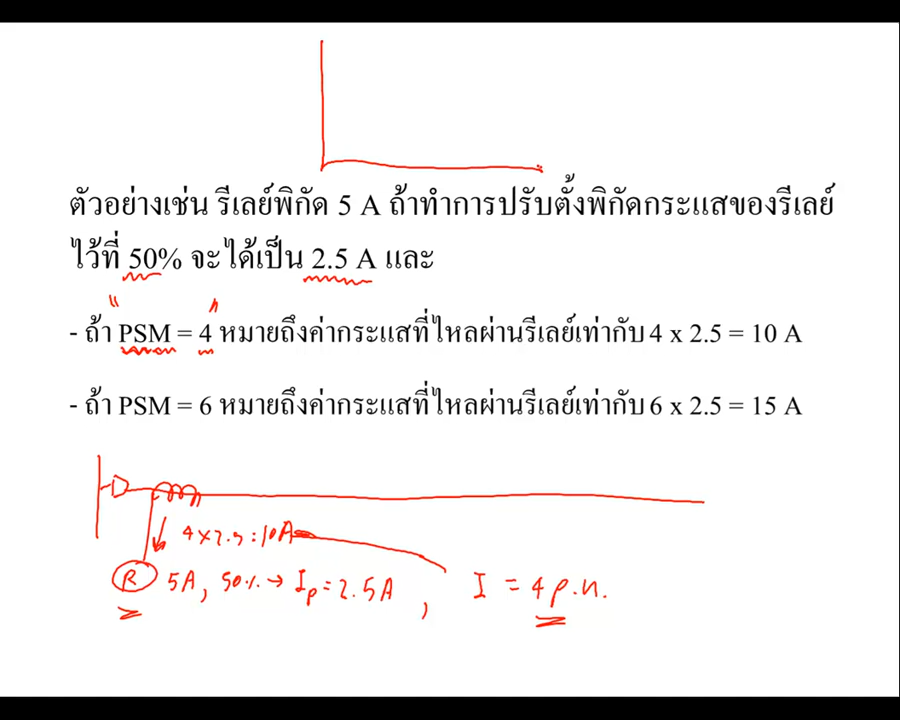 ตัวอย่างเช่น รีเลย์พิกัด 5 A ถ้าทำการปรับตั้งพิกัดกระแสของรีเลย์
ไว้ที่ 50% จะได้เป็น 2.5 A และ
- ถ้า PSM = 4 หมายถึงค่ากระแสที่ไหลผ่านรีเลย์เท่ากับ 4 x 2.5 = 10 A
- ถ้า PSM = 6 หมายถึงค่ากระแสที่ไหลผ่านรีเลย์เท่ากับ 6 x 2.5 = 15 A
4 x 2.5 : 10A
R 5A, 50% → Ip = 2.5A , I = 4 p.u.